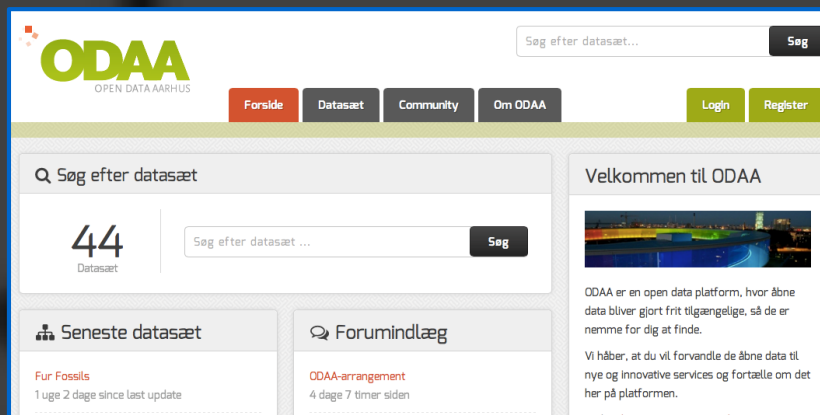 ODAA
OPEN DATA AARHUS
Søg efter datasæt...
Søg
Forside
Datasæt
Community
Om ODAA
Login
Register
Søg efter datasæt
44
Datasæt
Søg efter datasæt ...
Søg
Seneste datasæt
Fur Fossils
1 uge 2 dage since last update
Forumindlæg
ODAA-arrangement
4 dage 7 timer siden
Velkommen til ODAA
ODAA er en open data platform, hvor åbne
data bliver gjort frit tilgængelige, så de er
nemme for dig at finde.
Vi håber, at du vil forvandle de åbne data til
nye og innovative services og fortælle om det
her på platformen.